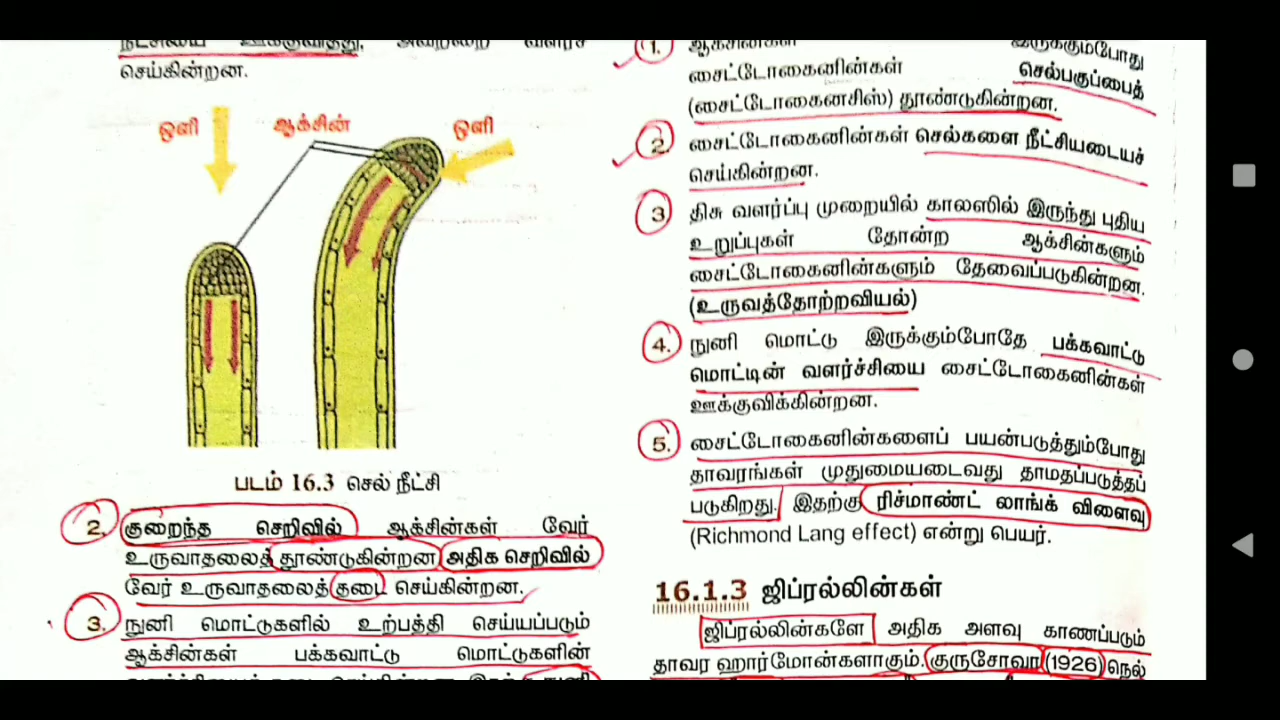 நீட்சியை ஊக்குவித்து, அவற்றை வளரச்
செய்கின்றன.
ஒளி ஆக்சின் ஒளி
படம் 16.3 செல் நீட்சி
2. குறைந்த செறிவில் ஆக்சின்கள் வேர்
உருவாதலைத் தூண்டுகின்றன அதிக செறிவில்
வேர் உருவாதலைத் தடை செய்கின்றன.
3. நுனி மொட்டுகளில் உற்பத்தி செய்யப்படும்
ஆக்சின்கள் பக்கவாட்டு மொட்டுகளின்
1. ஆக்சின்கள் இருக்கும்போது
சைட்டோகைனின்கள் செல்பகுப்பைத்
(சைட்டோகைனசிஸ்) தூண்டுகின்றன.
2. சைட்டோகைனின்கள் செல்களை நீட்சியடையச்
செய்கின்றன.
3 திசு வளர்ப்பு முறையில் காலஸில் இருந்து புதிய
உறுப்புகள் தோன்ற ஆக்சின்களும்
சைட்டோகைனின்களும் தேவைப்படுகின்றன.
(உருவத்தோற்றவியல்)
4. நுனி மொட்டு இருக்கும்போதே பக்கவாட்டு
மொட்டின் வளர்ச்சியை சைட்டோகைனின்கள்
ஊக்குவிக்கின்றன.
5. சைட்டோகைனின்களைப் பயன்படுத்தும்போது
தாவரங்கள் முதுமையடைவது தாமதப்படுத்தப்
படுகிறது. இதற்கு ரிச்மாண்ட் லாங்க் விளைவு
(Richmond Lang effect) என்று பெயர்.
16.1.3 ஜிப்ரல்லின்கள்
ஜிப்ரல்லின்களே அதிக அளவு காணப்படும்
தாவர ஹார்மோன்களாகும். குருசோவா (1926) நெல்